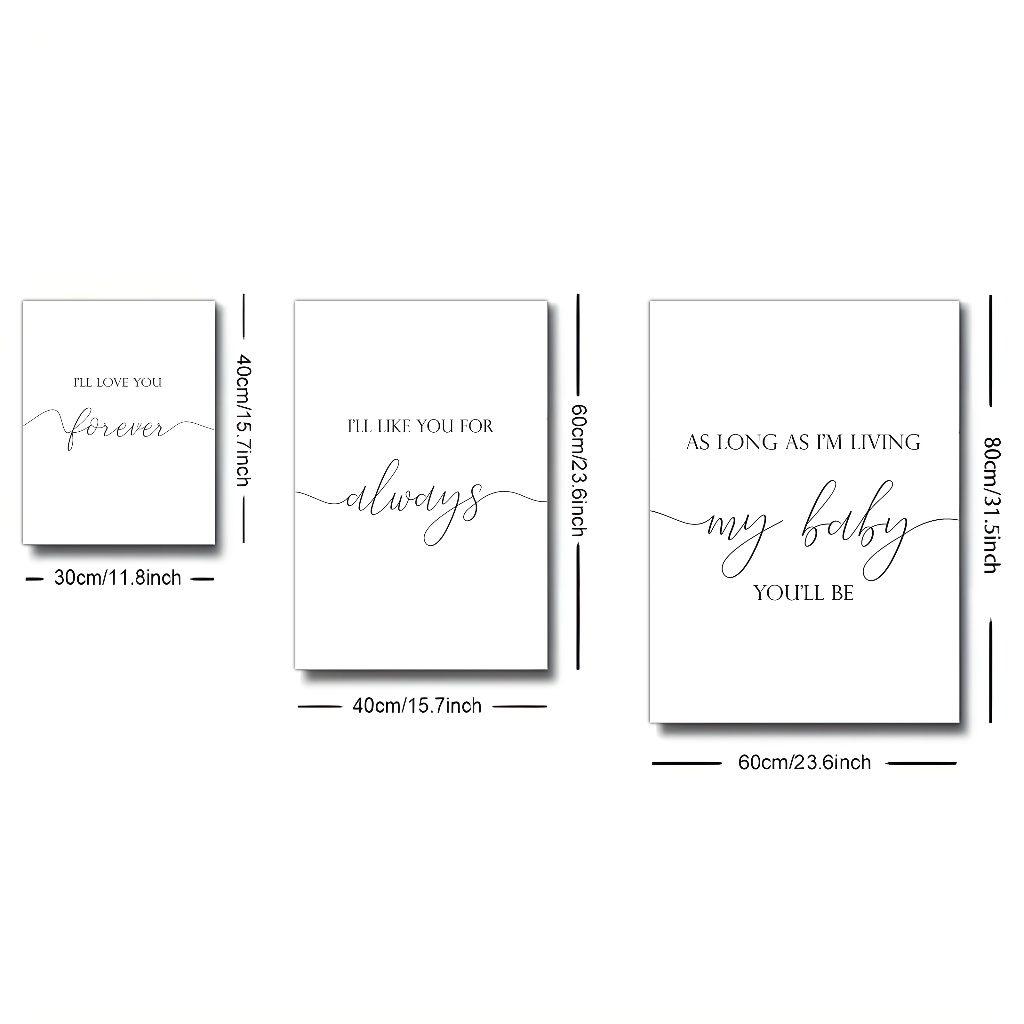 I'LL LOVE YOU
forever
40cm/15.7inch
30cm/11.8inch
I'LL LIKE YOU FOR
always
60cm/23.6inch
40cm/15.7inch
AS LONG AS I'M LIVING
my baby
YOU'LL BE
80cm/31.5inch
60cm/23.6inch